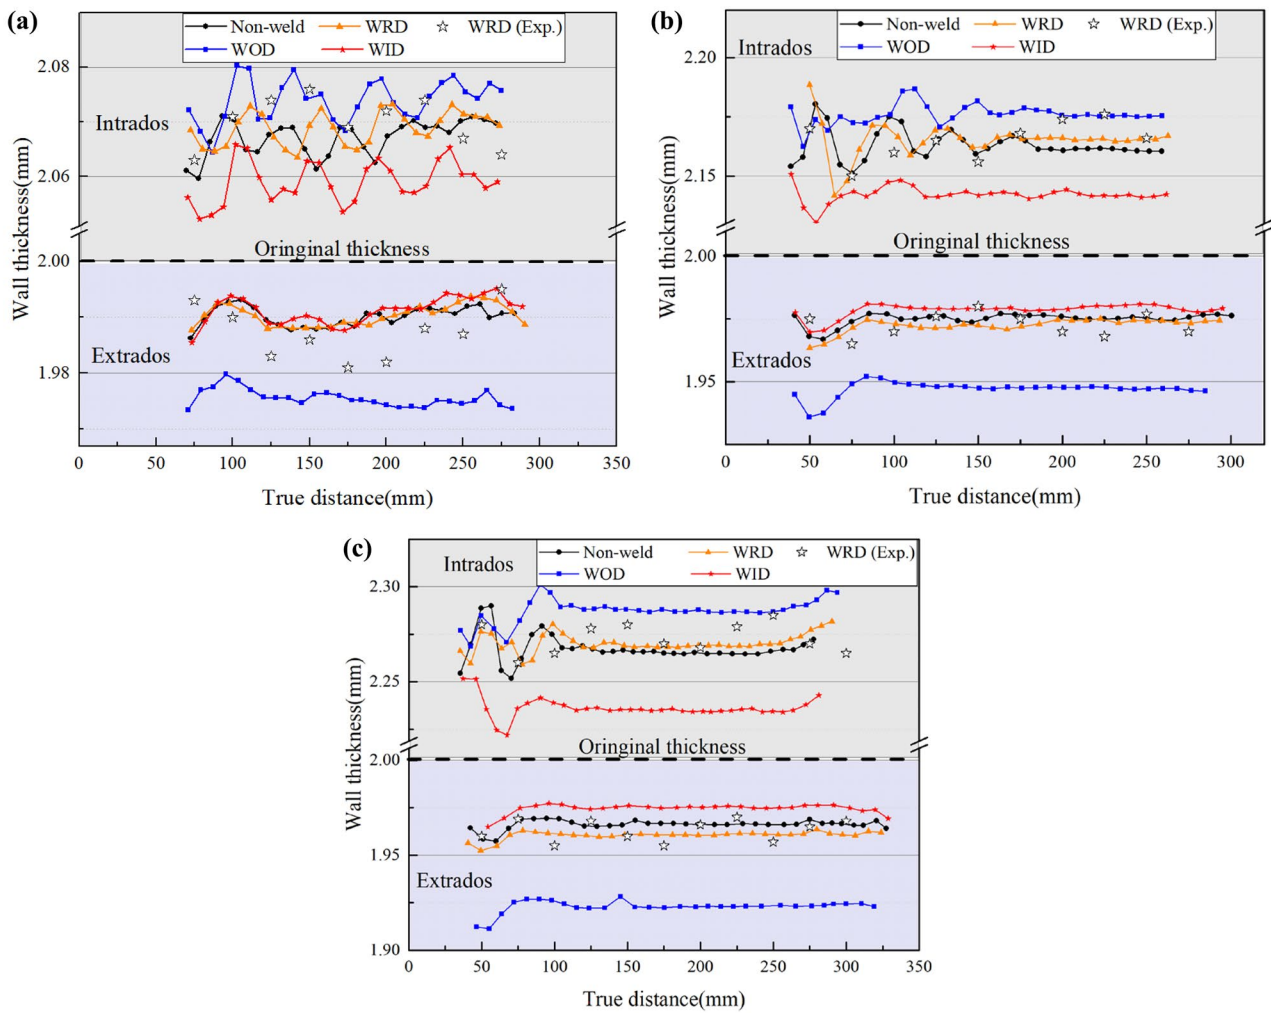 (a)
Non-weld WRD WRD (Exp.)
WOD WID
2.08
Intrados
2.06
Wall thickness(mm)
Oringinal thickness
2.00
Extrados
1.98
0 50 100 150 200 250 300 350
True distance(mm)
(b)
Non-weld WRD WRD (Exp.)
WOD WID
Intrados
2.20
2.15
Wall thickness(mm)
Oringinal thickness
2.00
Extrados
1.95
0 50 100 150 200 250 300
True distance(mm)
(c)
Non-weld WRD WRD (Exp.)
WOD WID
Intrados
2.30
2.25
Wall thickness(mm)
Oringinal thickness
2.00
1.95
Extrados
1.90
0 50 100 150 200 250 300 350
True distance(mm)